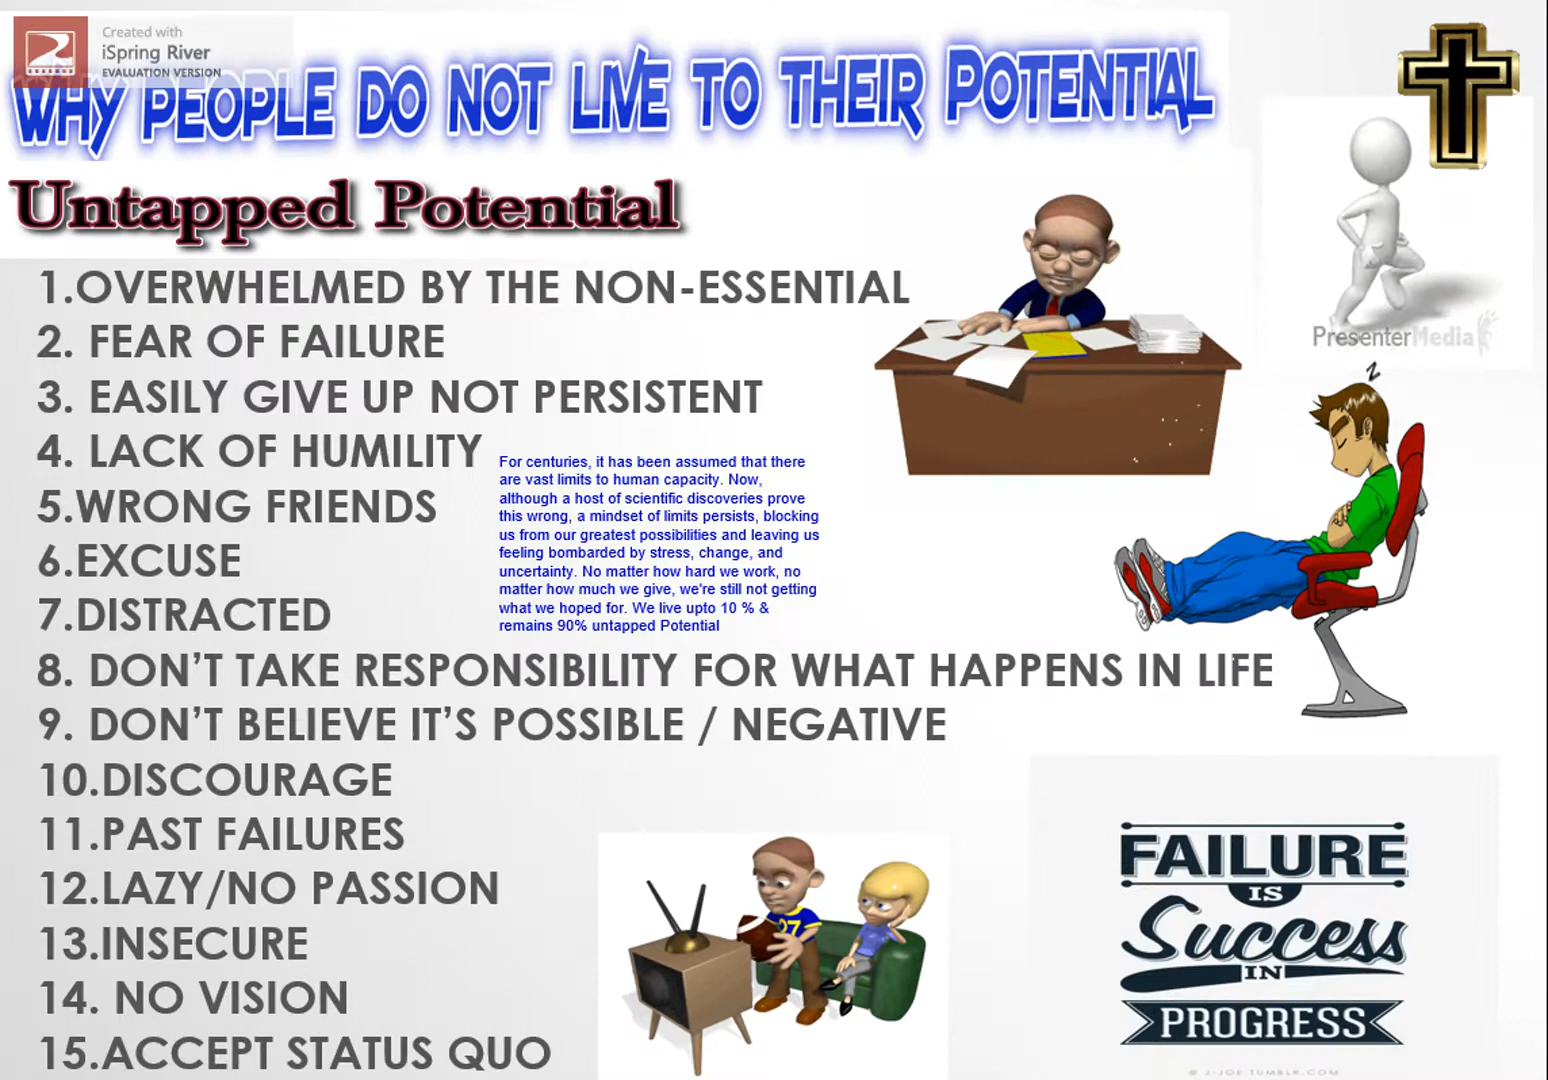 Created with
iSpring River
EVALUATION VERSION
WHY PEOPLE DO NOT LIVE TO THEIR POTENTIAL
Untapped Potential
1.OVERWHELMED BY THE NON-ESSENTIAL
2. FEAR OF FAILURE
3. EASILY GIVE UP NOT PERSISTENT
4. LACK OF HUMILITY
5.WRONG FRIENDS
6.EXCUSE
7.DISTRACTED
For centuries, it has been assumed that there
are vast limits to human capacity. Now,
although a host of scientific discoveries prove
this wrong, a mindset of limits persists, blocking
us from our greatest possibilities and leaving us
feeling bombarded by stress, change, and
uncertainty. No matter how hard we work, no
matter how much we give, we're still not getting
what we hoped for. We live upto 10 % &
remains 90% untapped Potential
8. DON'T TAKE RESPONSIBILITY FOR WHAT HAPPENS IN LIFE
9. DON'T BELIEVE IT'S POSSIBLE / NEGATIVE
10.DISCOURAGE
11.PAST FAILURES
12.LAZY/NO PASSION
13.INSECURE
14. NO VISION
15.ACCEPT STATUS QUO
PresenterMedia
z
27
FAILURE
IS
Success
IN
PROGRESS
© J-JOE.TUMBLR.COM